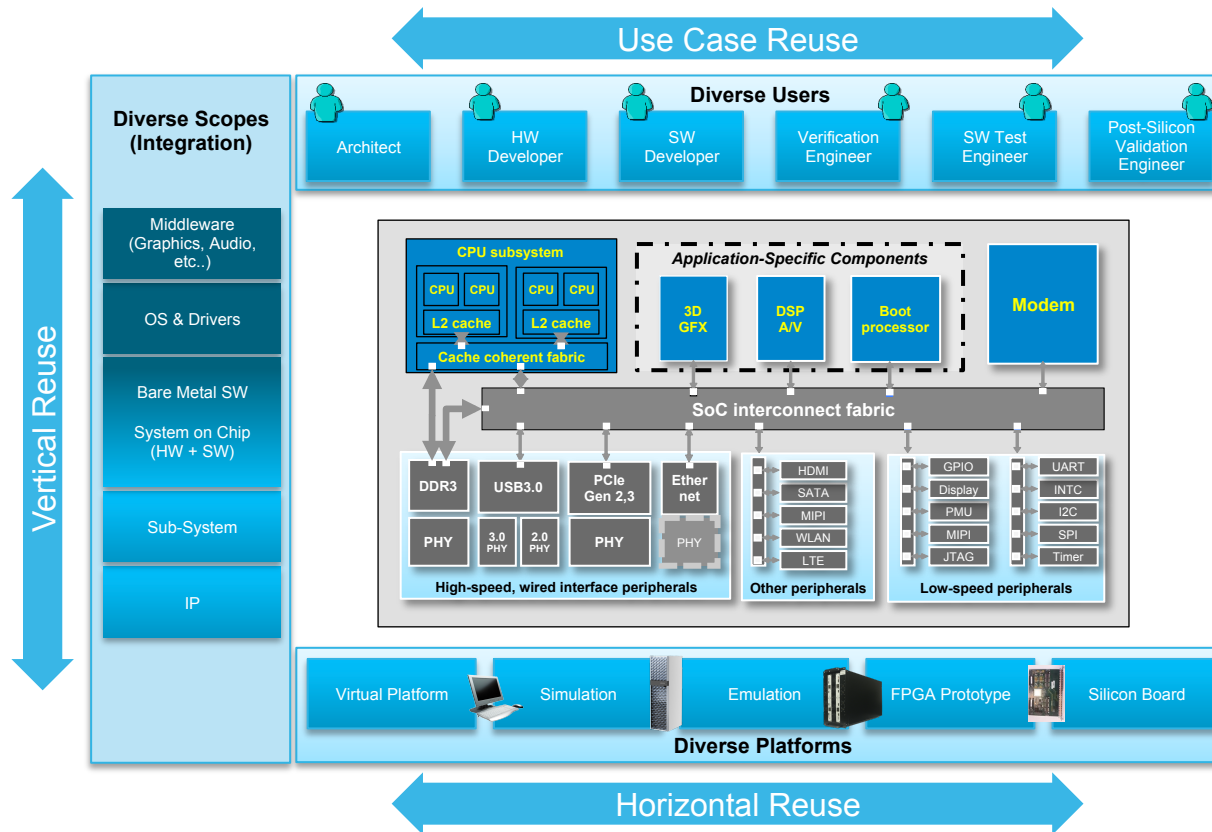 Use Case Reuse
Diverse Scopes
(Integration)
Diverse Users
Architect
HW
Developer
SW
Developer
Verification
Engineer
SW Test
Engineer
Post-Silicon
Validation
Engineer
Vertical Reuse
Middleware
(Graphics, Audio,
etc..)
OS & Drivers
Bare Metal SW
System on Chip
(HW + SW)
Sub-System
IP
CPU subsystem
CPU
CPU
CPU
CPU
L2 cache
L2 cache
Cache coherent fabric
Application-Specific Components
3D
GFX
DSP
A/V
Boot
processor
Modem
SoC interconnect fabric
DDR3
USB3.0
PCIe
Gen 2,3
Ether
net
PHY
3.0
PHY
2.0
PHY
PHY
PHY
High-speed, wired interface peripherals
HDMI
SATA
MIPI
WLAN
LTE
Other peripherals
GPIO
Display
PMU
MIPI
JTAG
UART
INTC
I2C
SPI
Timer
Low-speed peripherals
Virtual Platform
Simulation
Emulation
FPGA Prototype
Silicon Board
Diverse Platforms
Horizontal Reuse